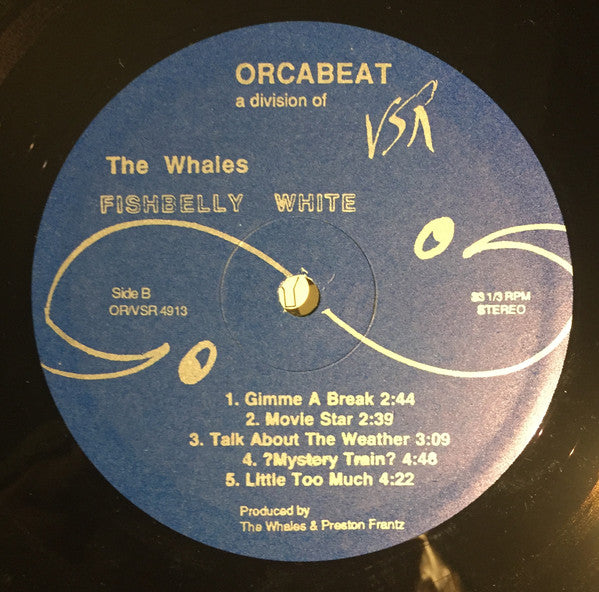 ORCABEAT
a division of
VSR
The Whales
FISHBELLY WHITE
Side B
OR/VSR 4913
33 1/3 RPM
STEREO
1. Gimme A Break 2:44
2. Movie Star 2:39
3. Talk About The Weather 3:09
4. ?Mystery Train? 4:46
5. Little Too Much 4:22
Produced by
The Whales & Preston Frantz